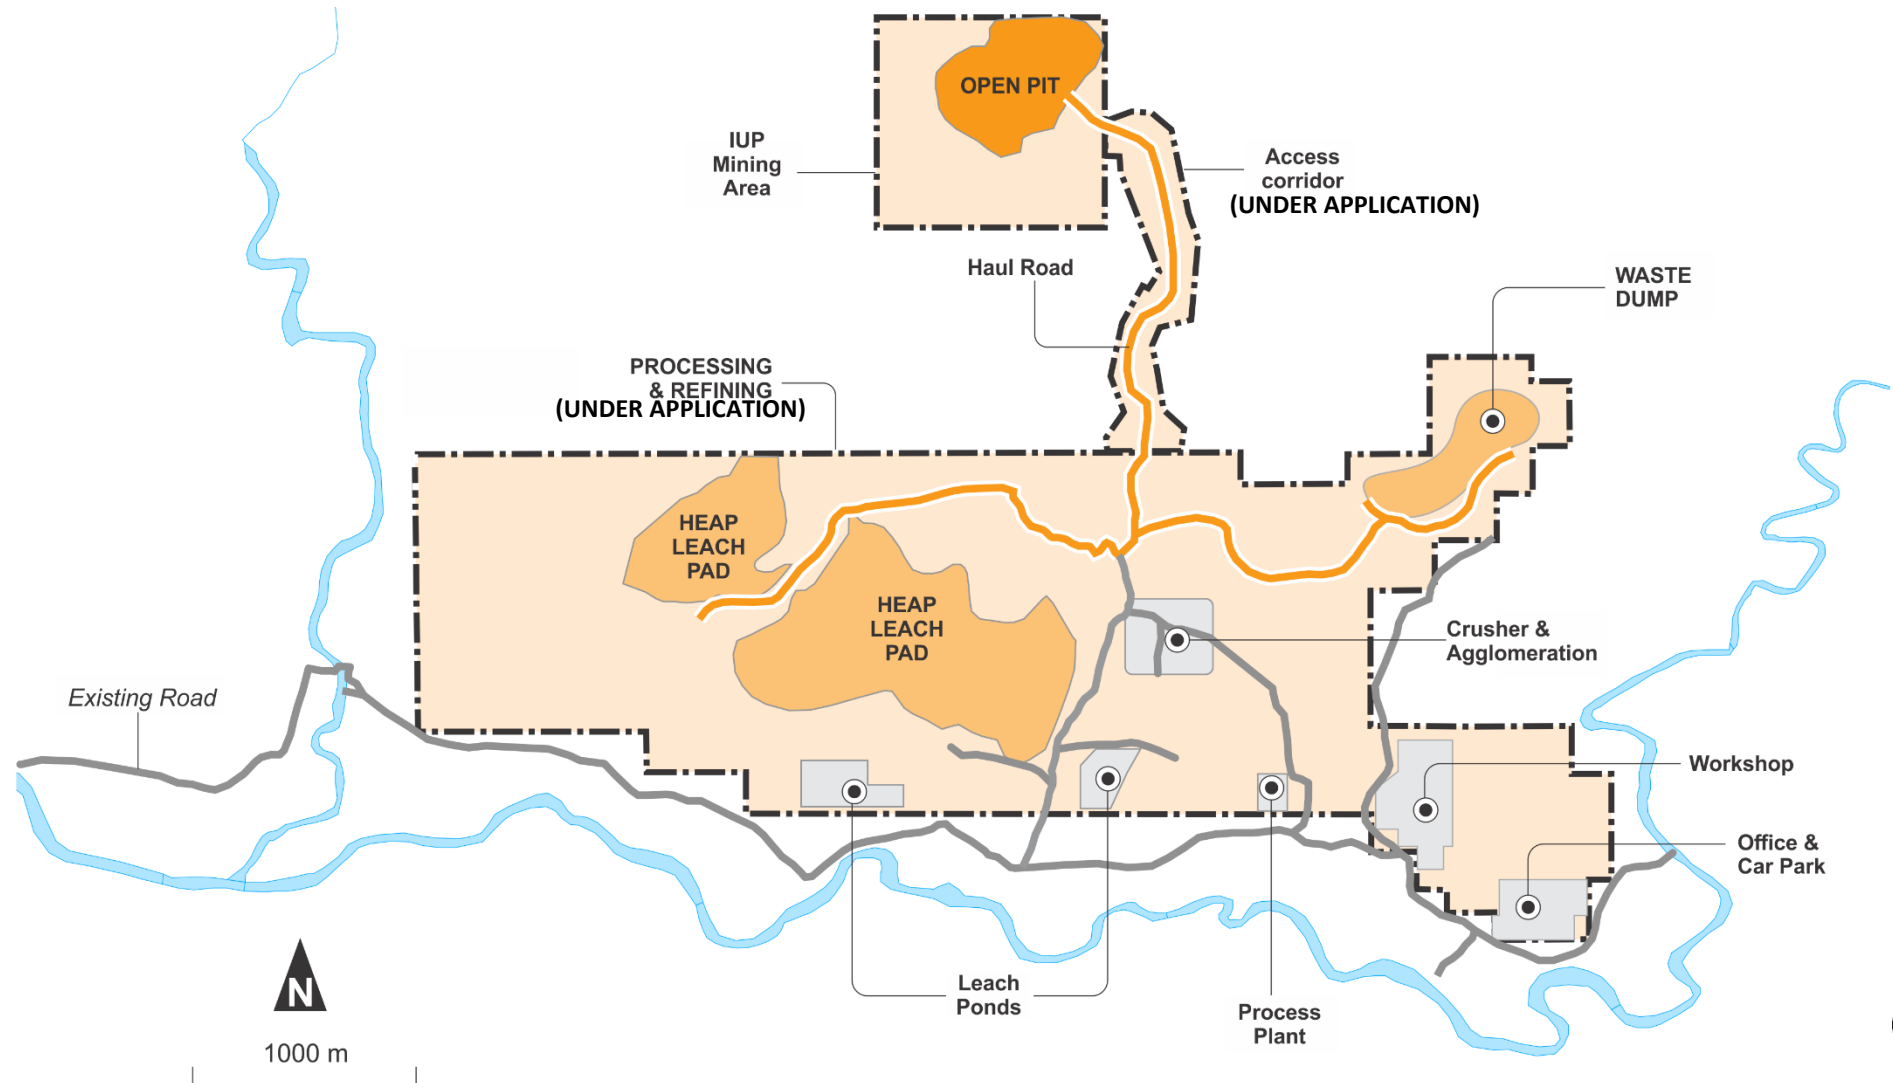 OPEN PIT
IUP
Mining
Area
Access
corridor
(UNDER APPLICATION)
Haul Road
WASTE
DUMP
PROCESSING
& REFINING
(UNDER APPLICATION)
HEAP
LEACH
PAD
HEAP
LEACH
PAD
Crusher &
Agglomeration
Existing Road
Workshop
Office &
Car Park
Leach
Ponds
Process
Plant
N
1000 m